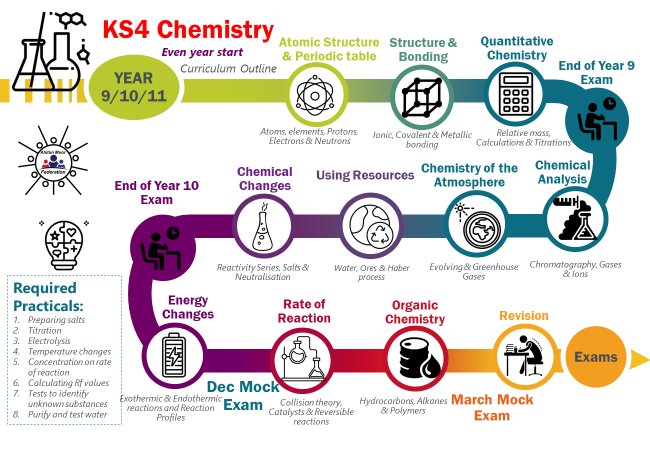 KS4 Chemistry
Even year start
Curriculum Outline
YEAR
9/10/11
Atomic Structure
& Periodic table
Atoms, elements, Protons,
Electrons & Neutrons
Structure &
Bonding
Ionic, Covalent & Metallic
bonding
Quantitative
Chemistry
Relative mass,
Calculations & Titrations
End of Year 9
Exam
Alston Moor
Federation
End of Year 10
Exam
Chemical
Changes
Reactivity Series, Salts &
Neutralisation
Using Resources
Water, Ores & Haber
process
Chemistry of the
Atmosphere
Evolving & Greenhouse
Gases
Chemical
Analysis
Chromatography, Gases
& Ions
Required
Practicals:
1. Preparing salts
2. Titration
3. Electrolysis
4. Temperature changes
5. Concentration on rate
of reaction
6. Calculating Rf values
7. Tests to identify
unknown substances
8. Purify and test water
Energy
Changes
Exothermic & Endothermic
reactions and Reaction
Profiles
Dec Mock
Exam
Rate of
Reaction
Collision theory,
Catalysts & Reversible
reactions
Organic
Chemistry
Hydrocarbons, Alkanes
& Polymers
March Mock
Exam
Revision
Exams